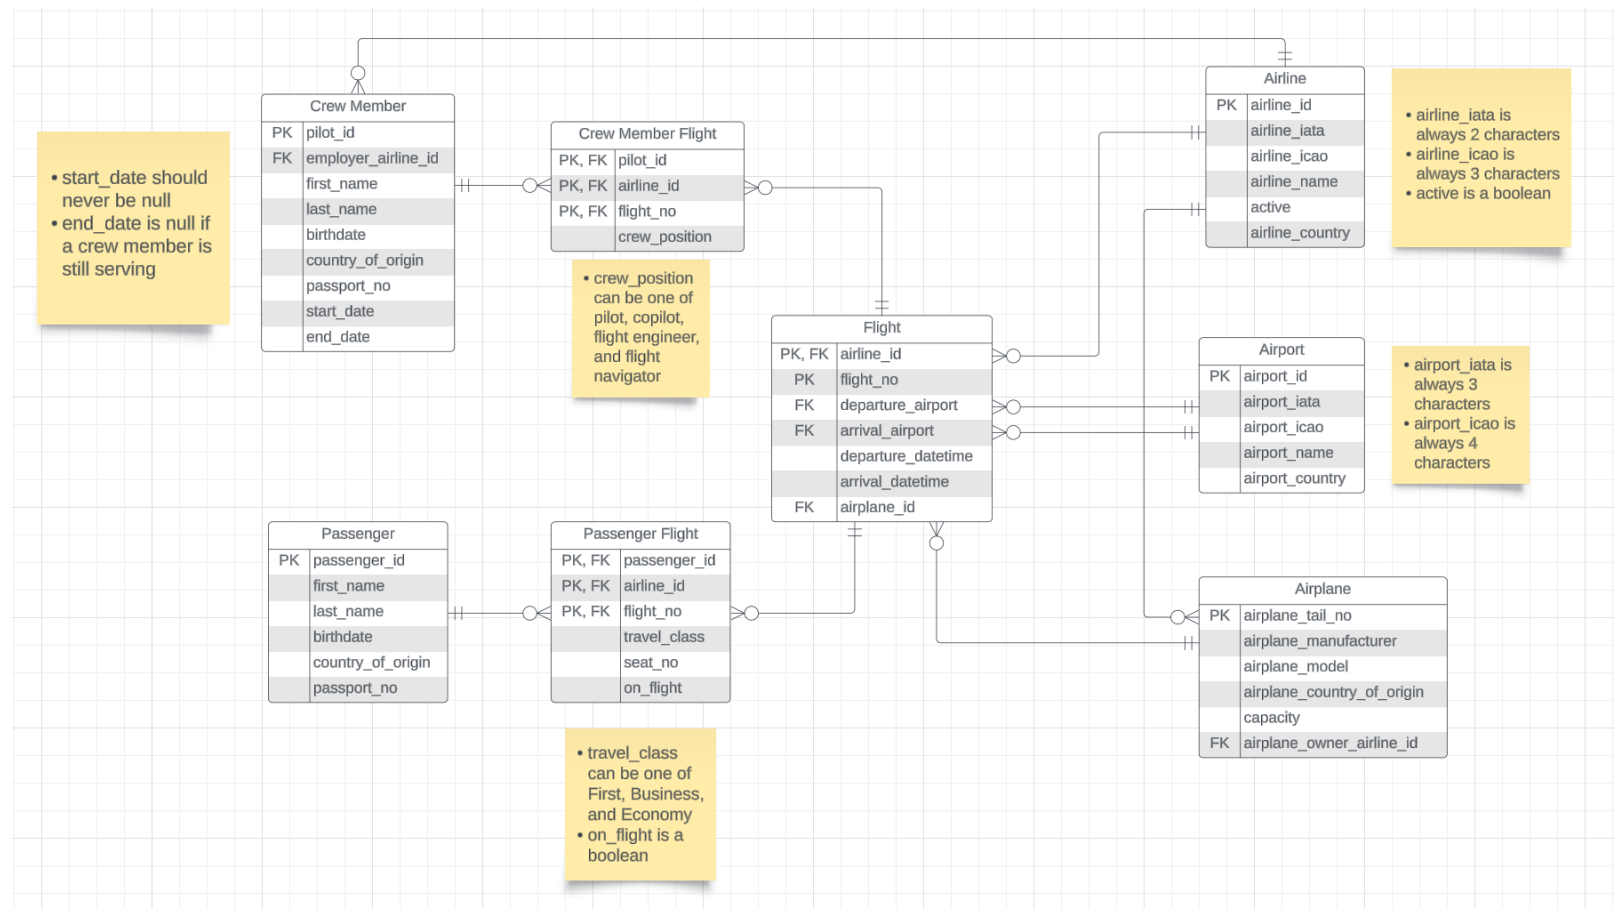 • start_date should
never be null
• end_date is null if
a crew member is
still serving
Crew Member
PK pilot_id
FK employer_airline_id
first_name
last_name
birthdate
country_of_origin
passport_no
start_date
end_date
Crew Member Flight
PK, FK pilot_id
PK, FK airline_id
PK, FK flight_no
crew_position
• crew_position
can be one of
pilot, copilot,
flight engineer,
and flight
navigator
Airline
PK airline_id
airline_iata
airline_icao
airline_name
active
airline_country
• airline_iata is
always 2 characters
• airline_icao is
always 3 characters
• active is a boolean
Flight
PK, FK airline_id
PK flight_no
FK departure_airport
FK arrival_airport
departure_datetime
arrival_datetime
FK airplane_id
Airport
PK airport_id
airport_iata
airport_icao
airport_name
airport_country
• airport_iata is
always 3
characters
• airport_icao is
always 4
characters
Passenger
PK passenger_id
first_name
last_name
birthdate
country_of_origin
passport_no
Passenger Flight
PK, FK passenger_id
PK, FK airline_id
PK, FK flight_no
travel_class
seat_no
on_flight
• travel_class
can be one of
First, Business,
and Economy
• on_flight is a
boolean
Airplane
PK airplane_tail_no
airplane_manufacturer
airplane_model
airplane_country_of_origin
capacity
FK airplane_owner_airline_id